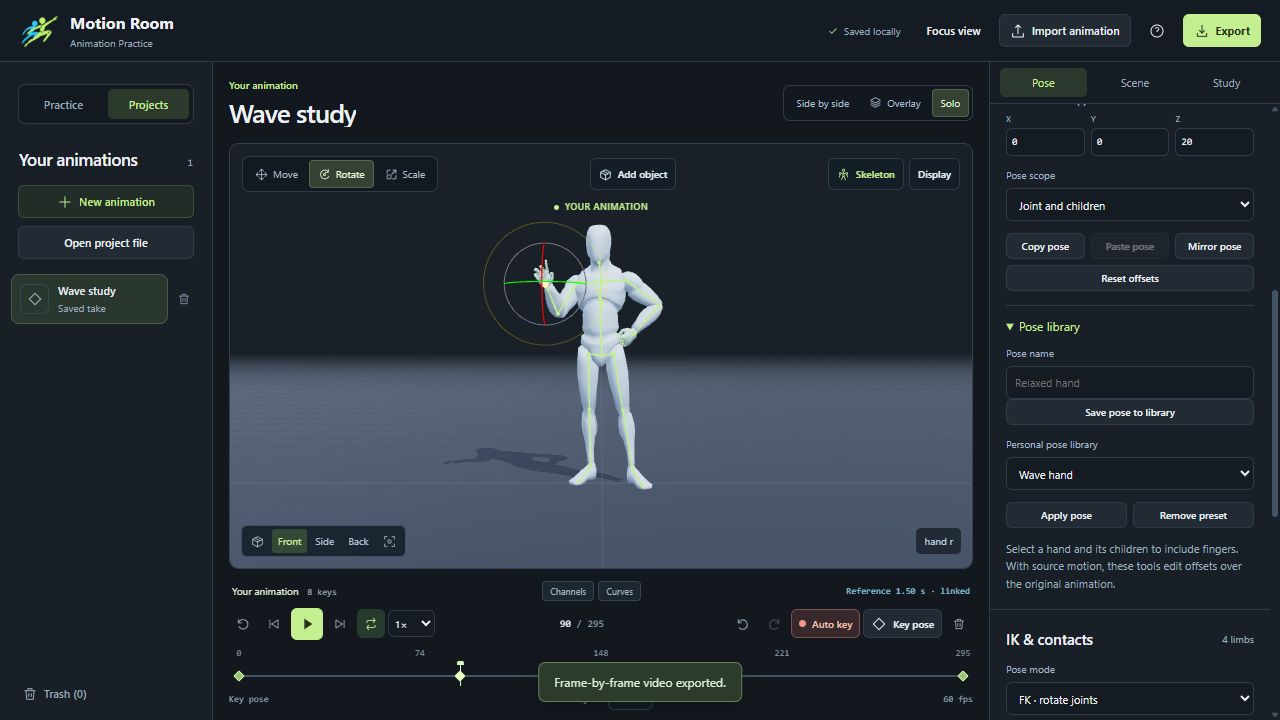 Motion Room
Animation Practice
Saved locally
Focus view
Import animation
Export
Practice
Projects
Your animations
1
New animation
Open project file
Wave study
Saved take
Trash (0)
Your animation
Wave study
Side by side
Overlay
Solo
Move
Rotate
Scale
Add object
Skeleton
Display
YOUR ANIMATION
Front
Side
Back
hand r
Your animation 8 keys
Channels
Curves
Reference 1.50 s · linked
1x
90 / 295
Auto key
Key pose
0
74
148
221
295
Key pose
60 fps
Frame-by-frame video exported.
Pose
Scene
Study
X
Y
Z
0
0
20
Pose scope
Joint and children
Copy pose
Paste pose
Mirror pose
Reset offsets
Pose library
Pose name
Relaxed hand
Save pose to library
Personal pose library
Wave hand
Apply pose
Remove preset
Select a hand and its children to include fingers.
With source motion, these tools edit offsets over
the original animation.
IK & contacts
4 limbs
Pose mode
FK · rotate joints